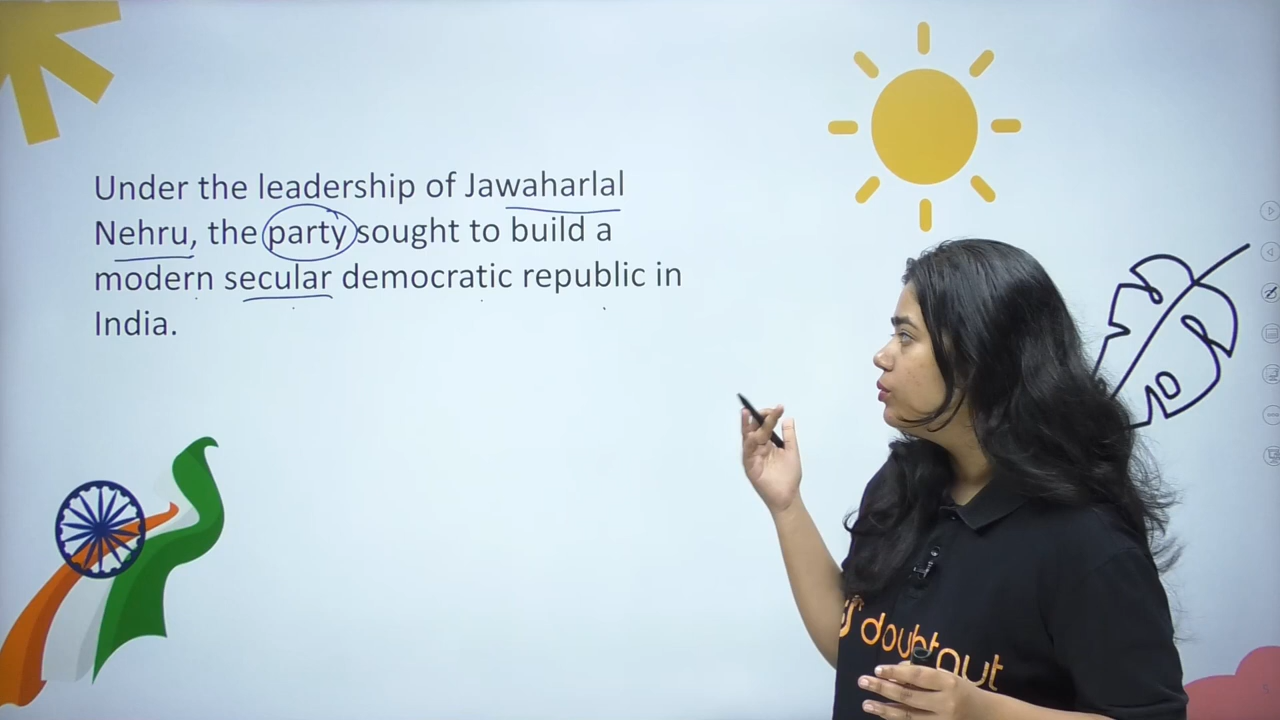 Under the leadership of Jawaharlal
Nehru, the party sought to build a
modern secular democratic republic in
India.
doubtnut